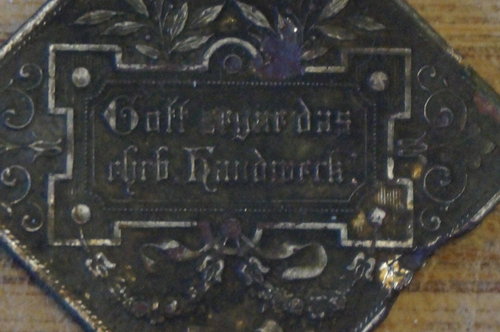 Gott segne das
ehrb. Handwerk!